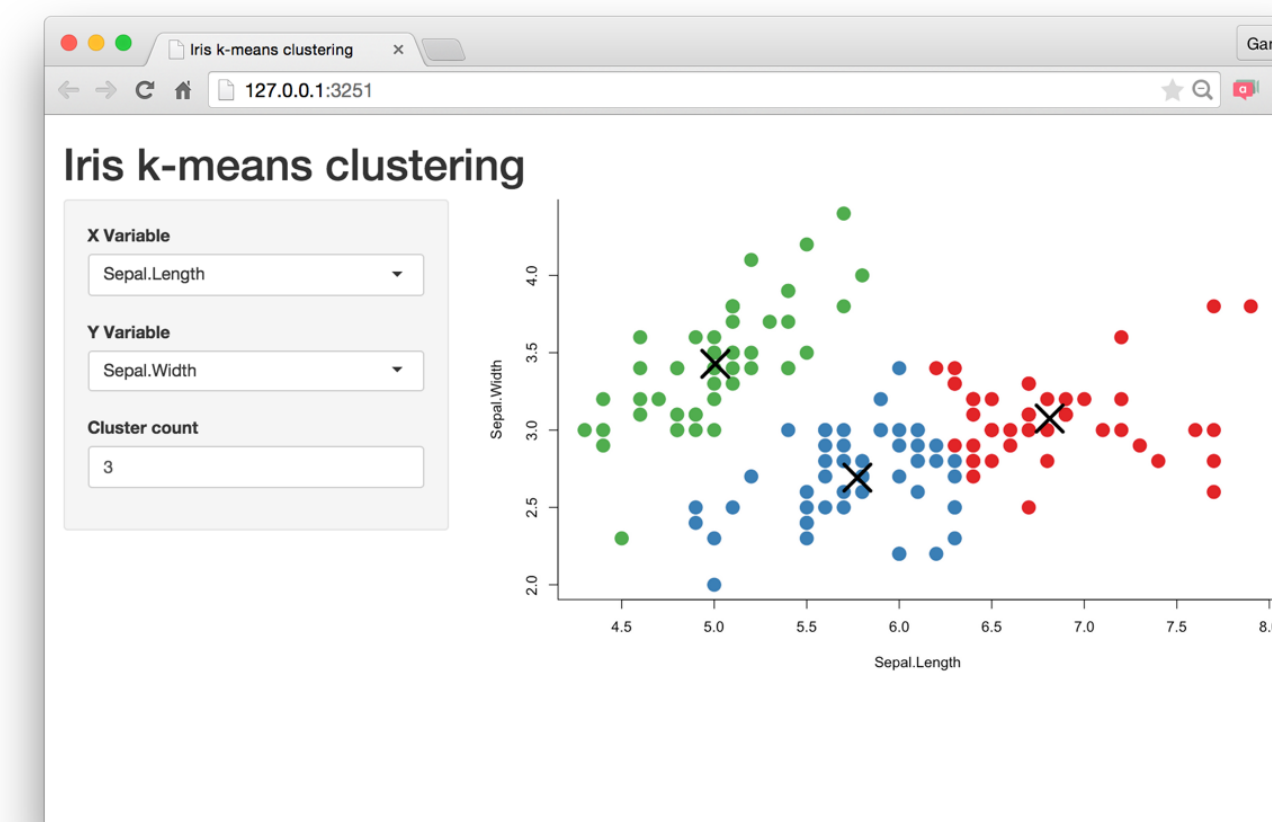 Iris k-means clustering
Gar
127.0.0.1:3251
a
Iris k-means clustering
X Variable
Sepal.Length
Y Variable
Sepal.Width
Cluster count
3
Sepal.Width
4.0
3.5
3.0
2.5
2.0
4.5 5.0 5.5 6.0 6.5 7.0 7.5 8.
Sepal.Length